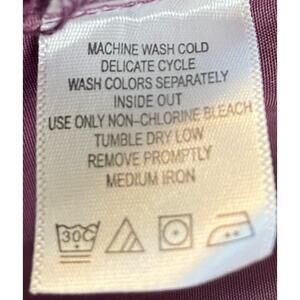 MACHINE WASH COLD
DELICATE CYCLE
WASH COLORS SEPARATELY
INSIDE OUT
USE ONLY NON-CHLORINE BLEACH
TUMBLE DRY LOW
REMOVE PROMPTLY
MEDIUM IRON
30C